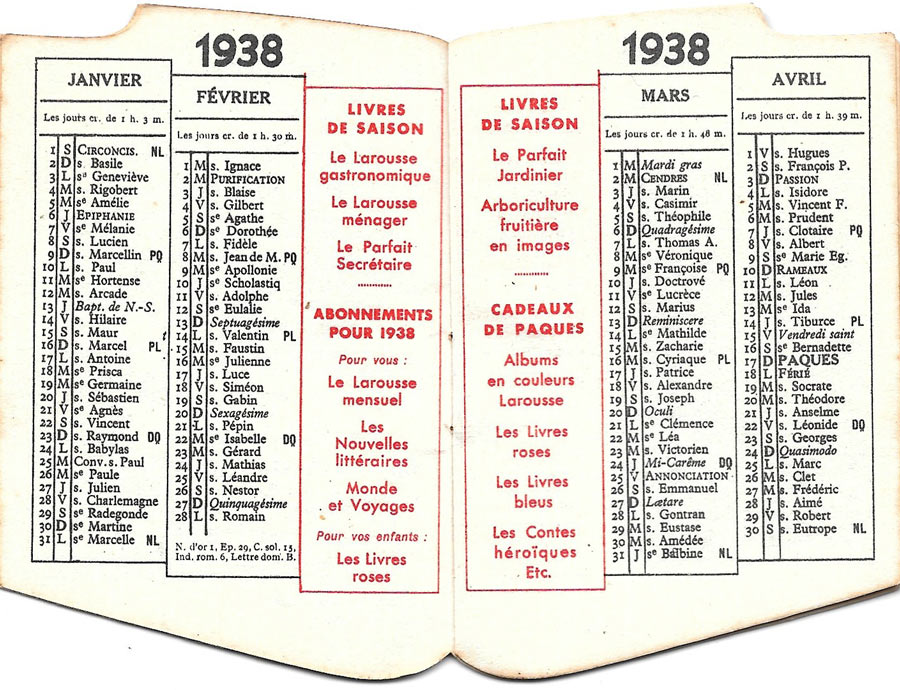 1938
JANVIER
Les jours cr. de 1 h. 3 m.
1 S CIRCONCIS. NL
2 D s. Basile
3 L sᵉ Geneviève
4 M s. Rigobert
5 M sᵉ Amélie
6 J EPIPHANIE
7 V sᵉ Mélanie
8 S s. Lucien
9 D s. Marcellin PQ
10 L s. Paul
11 M sᵉ Hortense
12 M s. Arcade
13 J Bapt. de N.-S.
14 V s. Hilaire
15 S s. Maur
16 D s. Marcel PL
17 L s. Antoine
18 M sᵉ Prisca
19 M sᵉ Germaine
20 J s. Sébastien
21 V sᵉ Agnès
22 S s. Vincent
23 D s. Raymond DQ
24 L s. Babylas
25 M Conv. s. Paul
26 M sᵉ Paule
27 J s. Julien
28 V s. Charlemagne
29 S sᵉ Radegonde
30 D sᵉ Martine
31 L sᵉ Marcelle NL
FÉVRIER
Les jours cr. de 1 h. 30 m.
1 M s. Ignace
2 M PURIFICATION
3 J s. Blaise
4 V s. Gilbert
5 S sᵉ Agathe
6 D sᵉ Dorothée
7 L s. Fidèle
8 M s. Jean de M. PQ
9 M sᵉ Apollonie
10 J sᵉ Scholastiq
11 V s. Adolphe
12 S sᵉ Eulalie
13 D Septuagésime
14 L s. Valentin PL
15 M s. Faustin
16 M sᵉ Julienne
17 J s. Luce
18 V s. Siméon
19 S s. Gabin
20 D Sexagésime
21 L s. Pépin
22 M sᵉ Isabelle DQ
23 M s. Gérard
24 J s. Mathias
25 V s. Léandre
26 S s. Nestor
27 D Quinquagésime
28 L s. Romain
N. d'or 1, Ep. 29, C. sol. 15,
Ind. rom. 6, Lettre dom. B.
LIVRES
DE SAISON
Le Larousse
gastronomique
Le Larousse
ménager
Le Parfait
Secrétaire
ABONNEMENTS
POUR 1938
Pour vous :
Le Larousse
mensuel
Les
Nouvelles
littéraires
Monde
et Voyages
Pour vos enfants :
Les Livres
roses
LIVRES
DE SAISON
Le Parfait
Jardinier
Arboriculture
fruitière
en images
CADEAUX
DE PAQUES
Albums
en couleurs
Larousse
Les Livres
roses
Les Livres
bleus
Les Contes
héroïques
Etc.
1938
MARS
Les jours cr. de 1 h. 48 m.
1 M Mardi gras
2 M CENDRES NL
3 J s. Marin
4 V s. Casimir
5 S s. Théophile
6 D Quadragésime
7 L s. Thomas A.
8 M sᵉ Véronique
9 M sᵉ Françoise PQ
10 J s. Doctrové
11 V sᵉ Lucrèce
12 S s. Marius
13 D Reminiscere
14 L sᵉ Mathilde
15 M s. Zacharie
16 M s. Cyriaque PL
17 J s. Patrice
18 V s. Alexandre
19 S s. Joseph
20 D Oculi
21 L sᵉ Clémence
22 M sᵉ Léa
23 M s. Victorien
24 J Mi-Carême DQ
25 V ANNONCIATION
26 S s. Emmanuel
27 D Lætare
28 L s. Gontran
29 M s. Eustase
30 M s. Amédée
31 J sᵉ Balbine NL
AVRIL
Les jours cr. de 1 h. 39 m.
1 V s. Hugues
2 S s. François P.
3 D PASSION
4 L s. Isidore
5 M s. Vincent F.
6 M s. Prudent
7 J s. Clotaire PQ
8 V s. Albert
9 S sᵉ Marie Eg.
10 D RAMEAUX
11 L s. Léon
12 M s. Jules
13 M sᵉ Ida
14 J s. Tiburce PL
15 V Vendredi saint
16 S sᵉ Bernadette
17 D PAQUES
18 L FÉRIÉ
19 M s. Socrate
20 M s. Théodore
21 J s. Anselme
22 V s. Léonide DQ
23 S s. Georges
24 D Quasimodo
25 L s. Marc
26 M s. Clet
27 M s. Frédéric
28 J s. Aimé
29 V s. Robert
30 S s. Eutrope NL